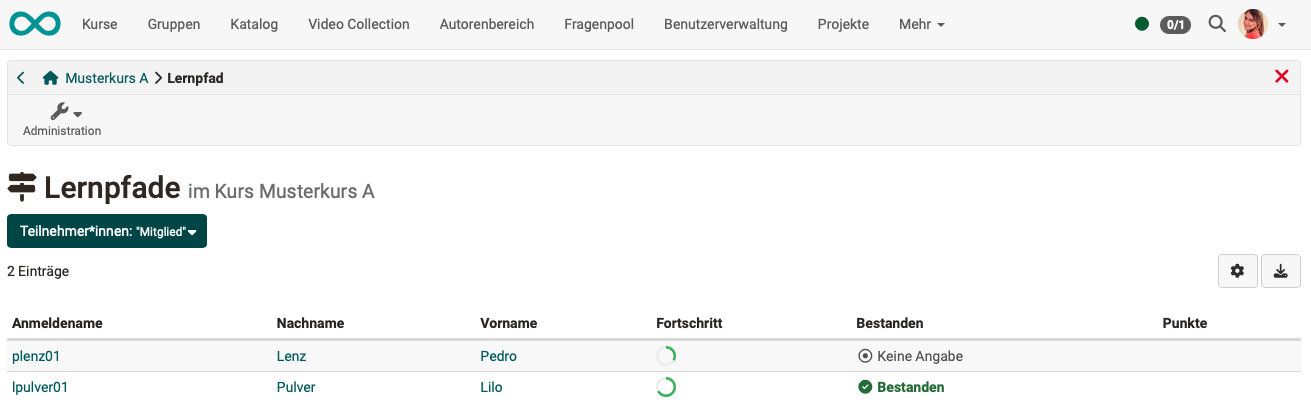 Kurse Gruppen Katalog Video Collection Autorenbereich Fragenpool Benutzerverwaltung Projekte Mehr 0/1
Musterkurs A Lernpfad
Administration
Lernpfade im Kurs Musterkurs A
Teilnehmer*innen: "Mitglied"
2 Einträge
Anmeldename Nachname Vorname Fortschritt Bestanden Punkte
plenz01 Lenz Pedro Keine Angabe
lpulver01 Pulver Lilo Bestanden